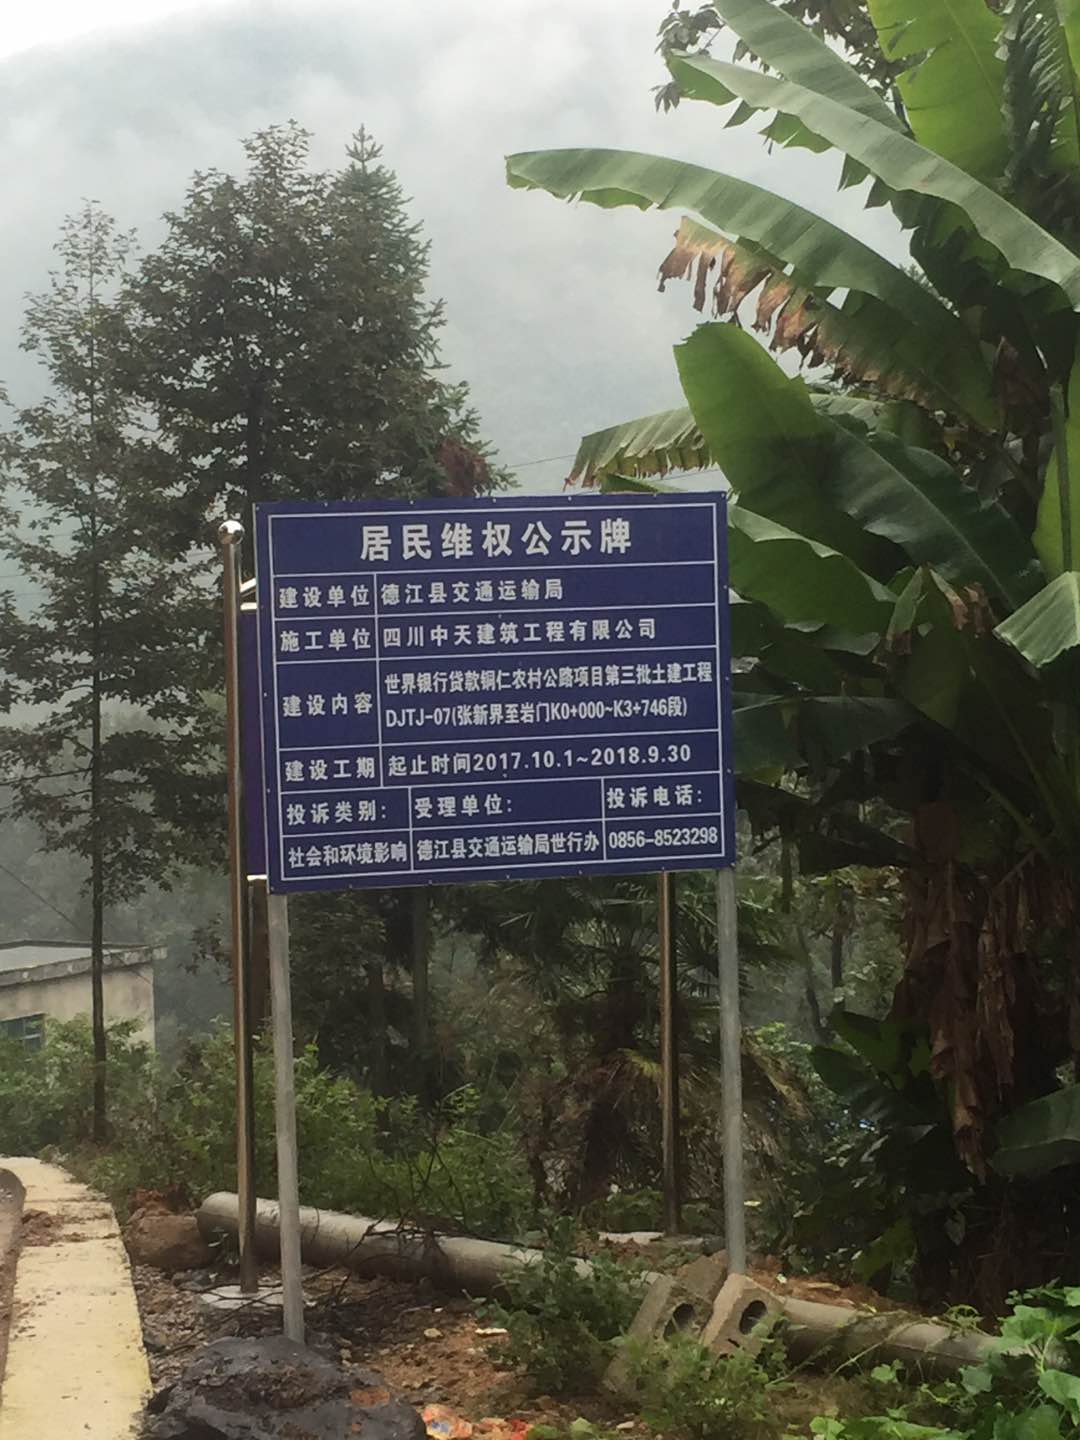 居民维权公示牌
建设单位 德江县交通运输局
施工单位 四川中天建筑工程有限公司
建设内容 世界银行贷款铜仁农村公路项目第三批土建工程
DJTJ-07(张新界至岩门K0+000~K3+746段)
建设工期 起止时间2017.10.1~2018.9.30
投诉类别: 受理单位: 投诉电话:
社会和环境影响 德江县交通运输局世行办 0856-8523298